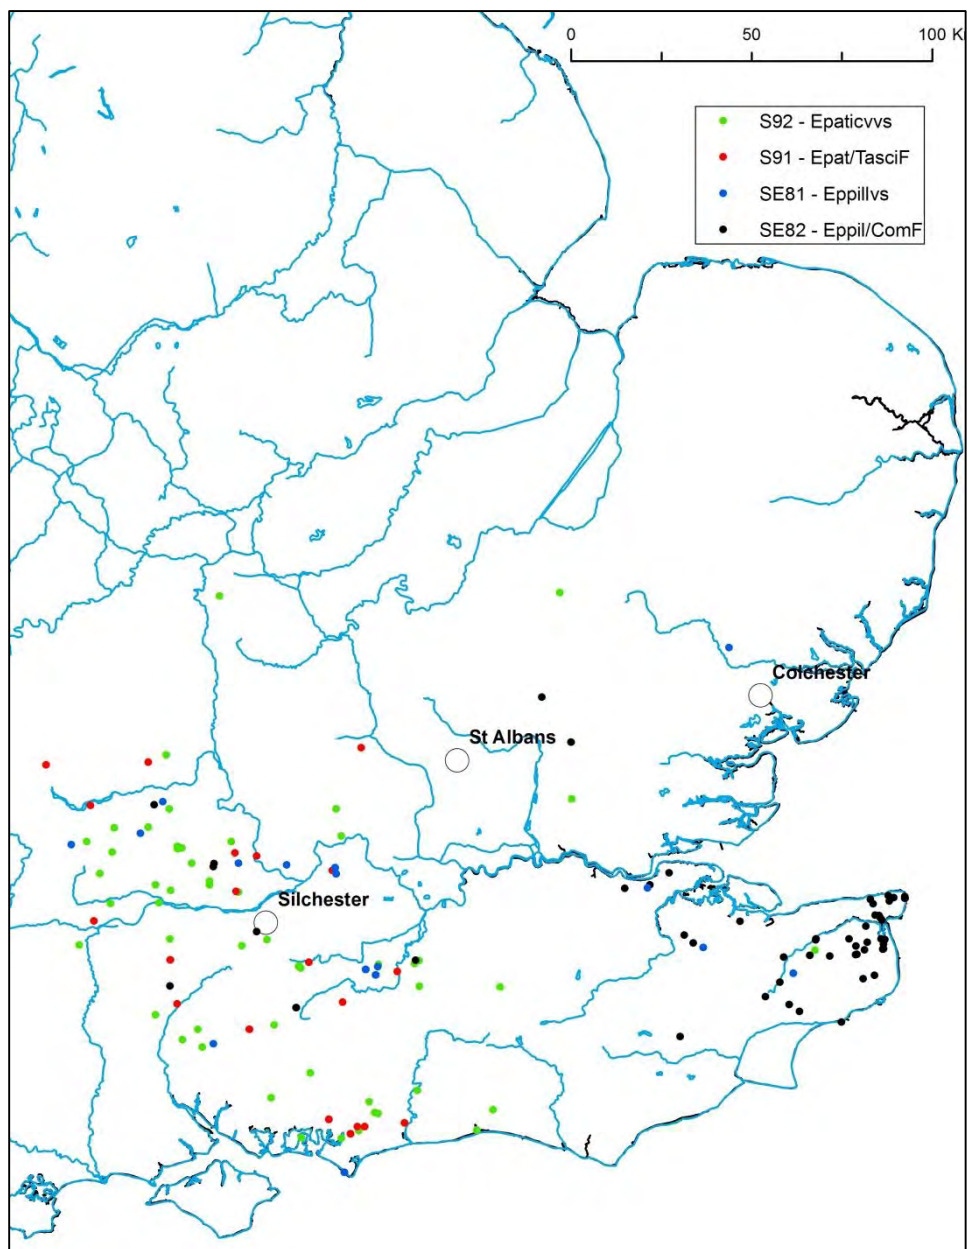 0 50 100 K
S92 - Epaticvvs
S91 - Epat/TasciF
SE81 - Eppillvs
SE82 - Eppil/ComF
Colchester
St Albans
Silchester